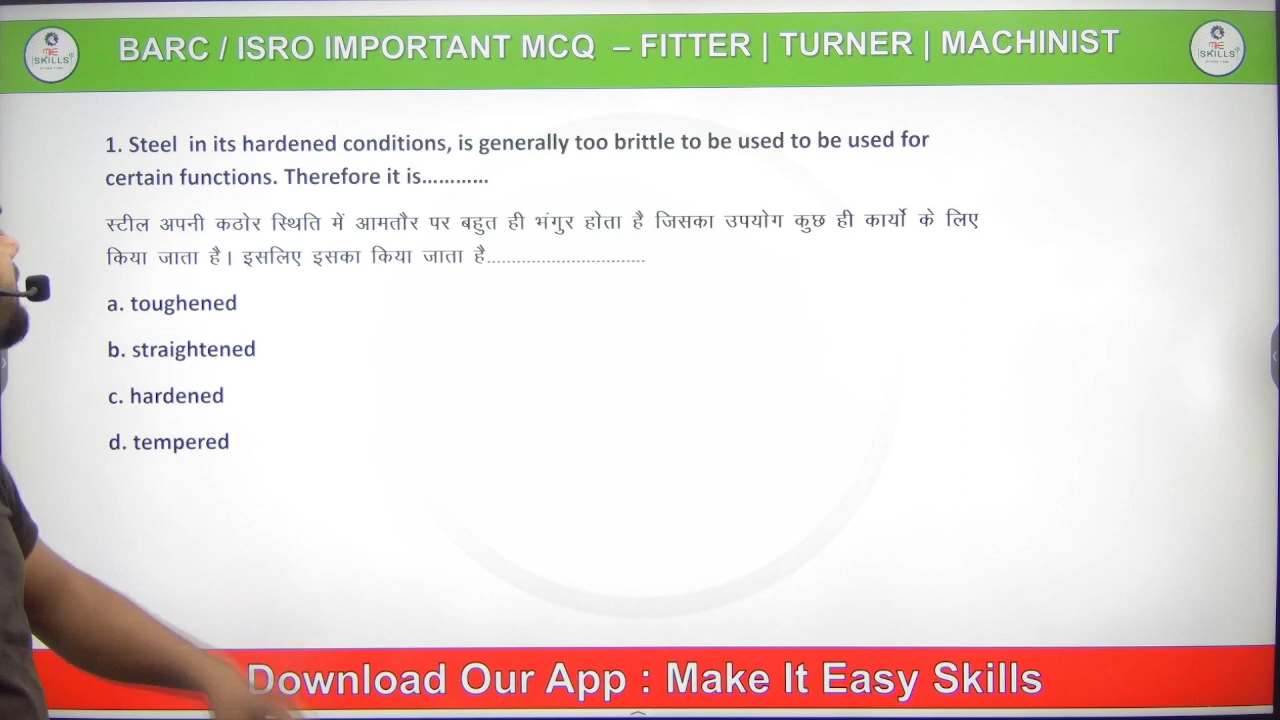 BARC / ISRO IMPORTANT MCQ – FITTER | TURNER | MACHINIST
SKILLS
SKILLS
1. Steel in its hardened conditions, is generally too brittle to be used to be used for
certain functions. Therefore it is............
स्टील अपनी कठोर स्थिति में आमतौर पर बहुत ही भंगुर होता है जिसका उपयोग कुछ ही कार्यो के लिए
किया जाता है। इसलिए इसका किया जाता है...............................
a. toughened
b. straightened
c. hardened
d. tempered
Download Our App : Make It Easy Skills